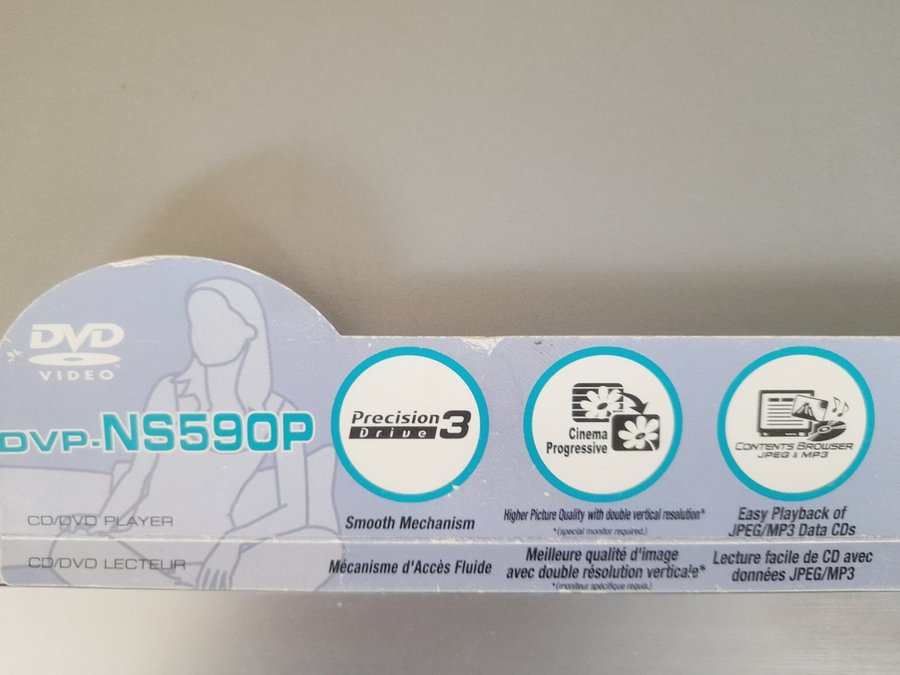 DVD
VIDEO
DVP-NS590P
CD/DVD PLAYER
CD/DVD LECTEUR
Precision
Drive 3
Smooth Mechanism
Mécanisme d'Accès Fluide
Cinema
Progressive
Higher Picture Quality with double vertical resolution*
*(special monitor required.)
Meilleure qualité d'image
avec double résolution verticale*
*(moniteur spécifique requis.)
CONTENTS BROWSER
JPEG & MP3
Easy Playback of
JPEG/MP3 Data CDs
Lecture facile de CD avec
données JPEG/MP3